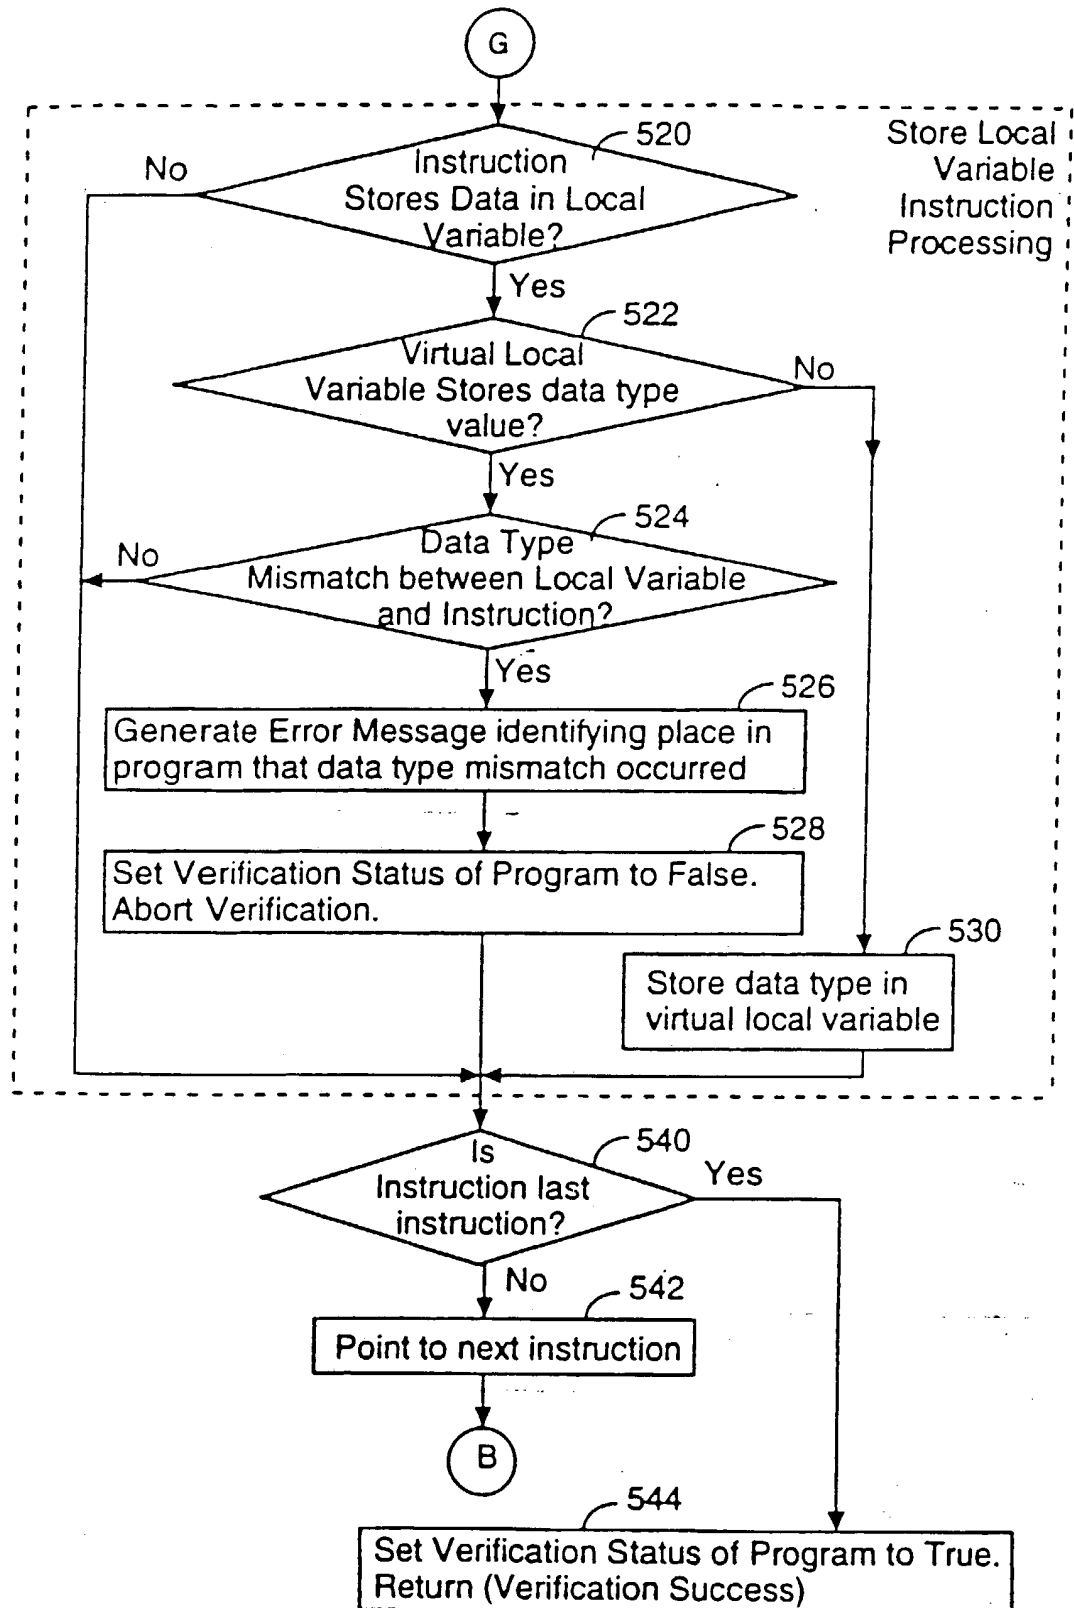 G
Store Local
Variable
Instruction
Processing
520
Instruction
Stores Data in Local
Variable?
No
Yes
522
Virtual Local
Variable Stores data type
value?
No
Yes
524
Data Type
Mismatch between Local Variable
and Instruction?
No
Yes
526
Generate Error Message identifying place in
program that data type mismatch occurred
528
Set Verification Status of Program to False.
Abort Verification.
530
Store data type in
virtual local variable
540
Is
Instruction last
instruction?
Yes
No
542
Point to next instruction
B
544
Set Verification Status of Program to True.
Return (Verification Success)